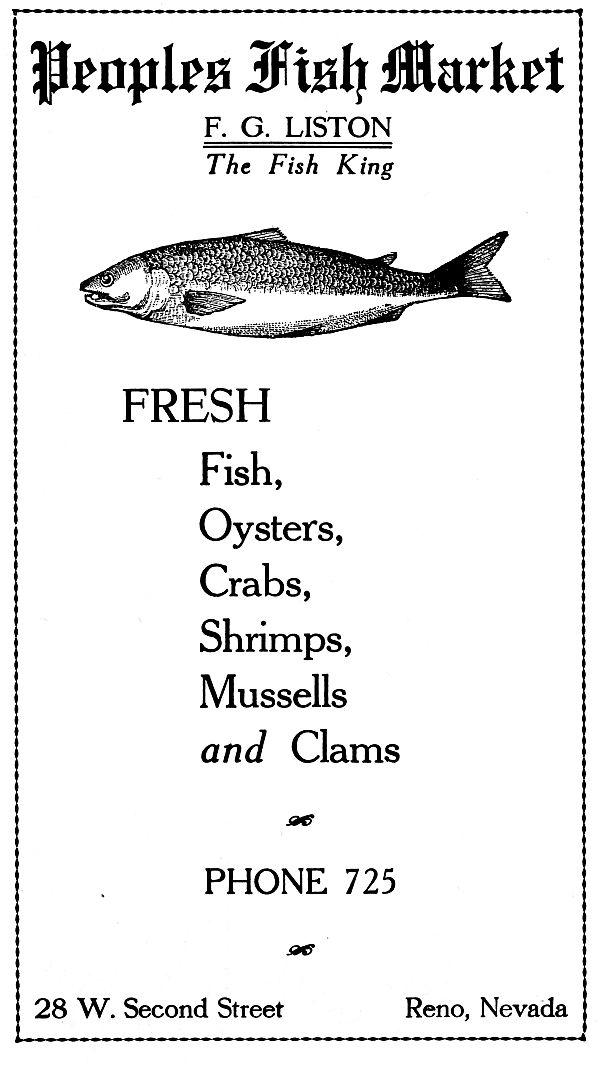 Peoples Fish Market
F. G. LISTON
The Fish King
FRESH
Fish,
Oysters,
Crabs,
Shrimps,
Mussells
and Clams
PHONE 725
28 W. Second Street Reno, Nevada